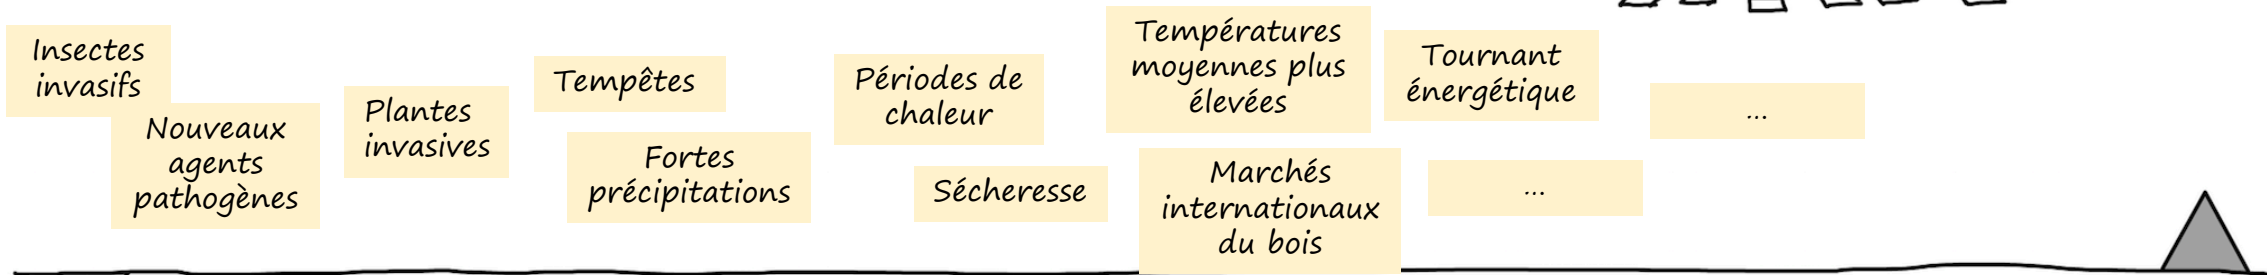 Insectes
invasifs
Nouveaux
agents
pathogènes
Plantes
invasives
Tempêtes
Fortes
précipitations
Périodes de
chaleur
Sécheresse
Températures
moyennes plus
élevées
Marchés
internationaux
du bois
Tournant
énergétique
...
...